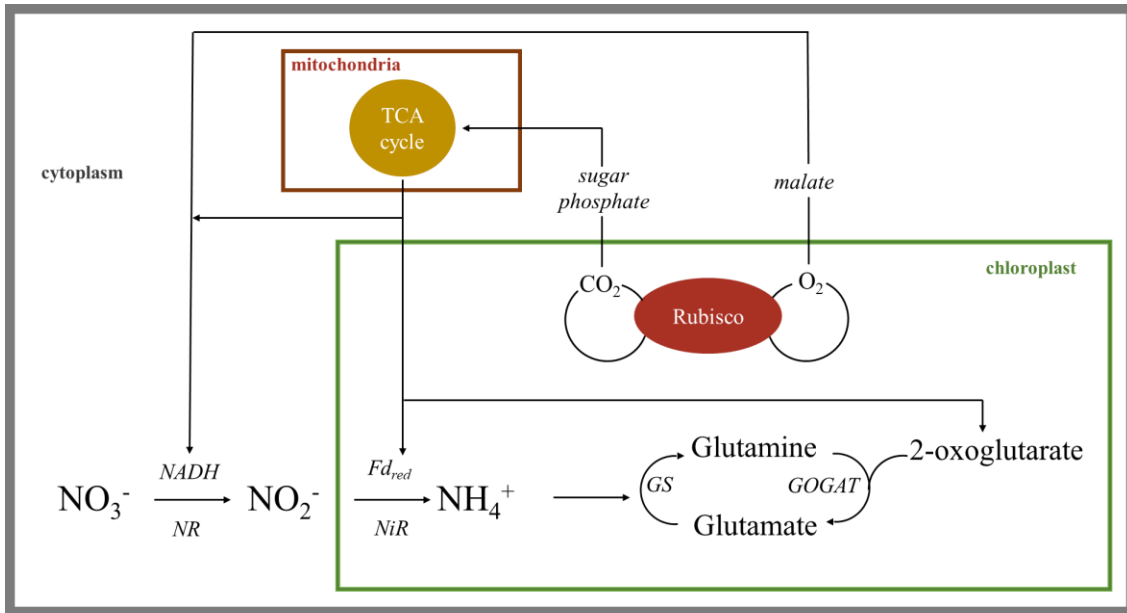 mitochondria
TCA
cycle
cytoplasm
sugar
phosphate
malate
chloroplast
CO₂
O₂
Rubisco
NADH
Fd_red
Glutamine
2-oxoglutarate
NO₃⁻
NO₂⁻
NH₄⁺
GS
GOGAT
NR
NiR
Glutamate